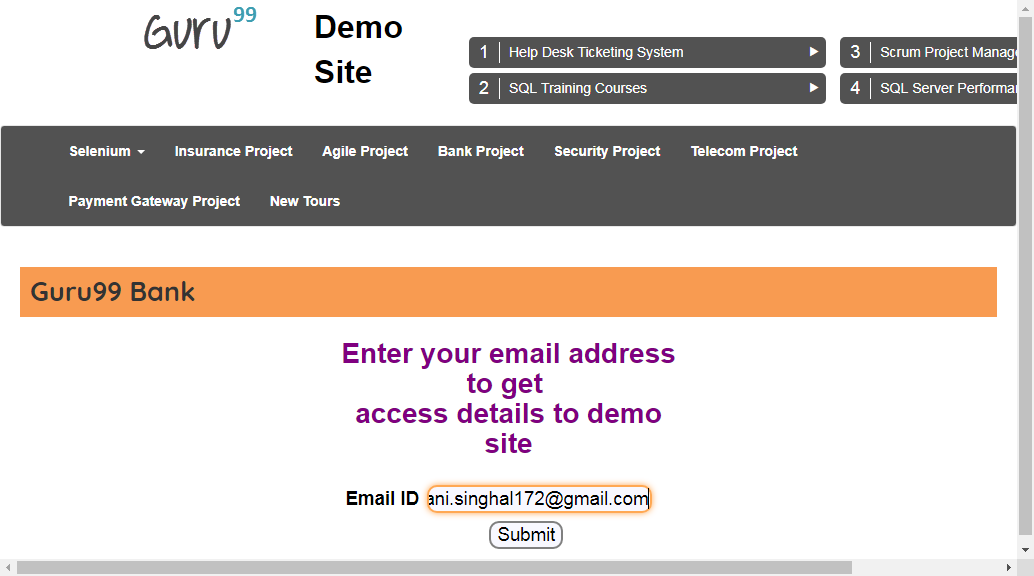 Guru99
Demo
Site
1 Help Desk Ticketing System
3 Scrum Project Manage
2 SQL Training Courses
4 SQL Server Performan
Selenium Insurance Project Agile Project Bank Project Security Project Telecom Project
Payment Gateway Project New Tours
Guru99 Bank
Enter your email address
to get
access details to demo
site
Email ID ani.singhal172@gmail.com
Submit